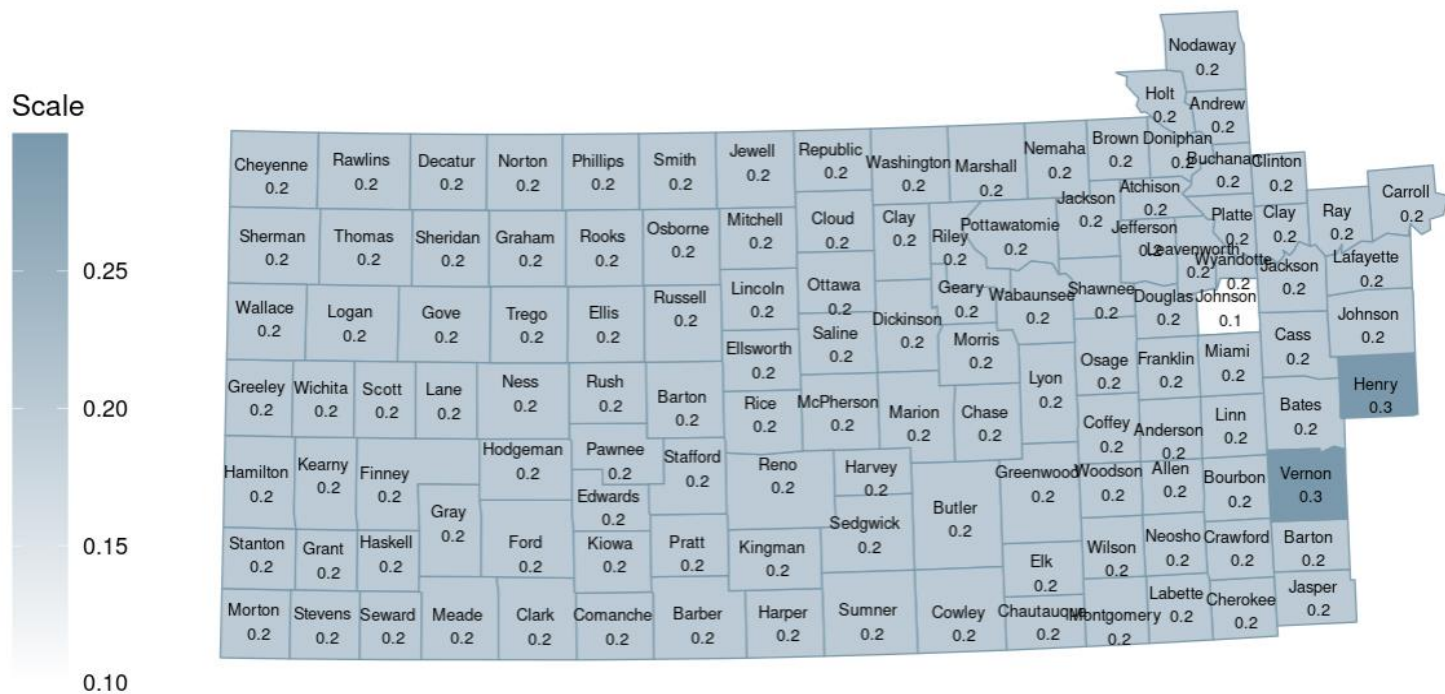 Scale
0.25
0.20
0.15
0.10
Nodaway
0.2
Holt
0.2
Andrew
0.2
Cheyenne
0.2
Rawlins
0.2
Decatur
0.2
Norton
0.2
Phillips
0.2
Smith
0.2
Jewell
0.2
Republic
0.2
Washington
0.2
Marshall
0.2
Nemaha
0.2
Brown
0.2
Doniphan
0.2
Buchanan
0.2
Clinton
0.2
Carroll
0.2
Sherman
0.2
Thomas
0.2
Sheridan
0.2
Graham
0.2
Rooks
0.2
Osborne
0.2
Mitchell
0.2
Cloud
0.2
Clay
0.2
Riley
0.2
Pottawatomie
0.2
Jackson
0.2
Atchison
0.2
Jefferson
0.2
Leavenworth
0.2
Platte
0.2
Clay
0.2
Ray
0.2
Wyandotte
0.2
Jackson
0.2
Lafayette
0.2
Wallace
0.2
Logan
0.2
Gove
0.2
Trego
0.2
Ellis
0.2
Russell
0.2
Lincoln
0.2
Ottawa
0.2
Saline
0.2
Dickinson
0.2
Geary
0.2
Wabaunsee
0.2
Shawnee
0.2
Douglas
0.2
Johnson
0.1
Johnson
0.2
Cass
0.2
Ellsworth
0.2
Morris
0.2
Osage
0.2
Franklin
0.2
Miami
0.2
Henry
0.3
Greeley
0.2
Wichita
0.2
Scott
0.2
Lane
0.2
Ness
0.2
Rush
0.2
Barton
0.2
Rice
0.2
McPherson
0.2
Marion
0.2
Chase
0.2
Lyon
0.2
Coffey
0.2
Anderson
0.2
Linn
0.2
Bates
0.2
Hamilton
0.2
Kearny
0.2
Finney
0.2
Hodgeman
0.2
Pawnee
0.2
Stafford
0.2
Reno
0.2
Harvey
0.2
Butler
0.2
Greenwood
0.2
Woodson
0.2
Allen
0.2
Bourbon
0.2
Vernon
0.3
Gray
0.2
Edwards
0.2
Sedgwick
0.2
Stanton
0.2
Grant
0.2
Haskell
0.2
Ford
0.2
Kiowa
0.2
Pratt
0.2
Kingman
0.2
Elk
0.2
Wilson
0.2
Neosho
0.2
Crawford
0.2
Barton
0.2
Morton
0.2
Stevens
0.2
Seward
0.2
Meade
0.2
Clark
0.2
Comanche
0.2
Barber
0.2
Harper
0.2
Sumner
0.2
Cowley
0.2
Chautauqua
0.2
Montgomery
0.2
Labette
0.2
Cherokee
0.2
Jasper
0.2